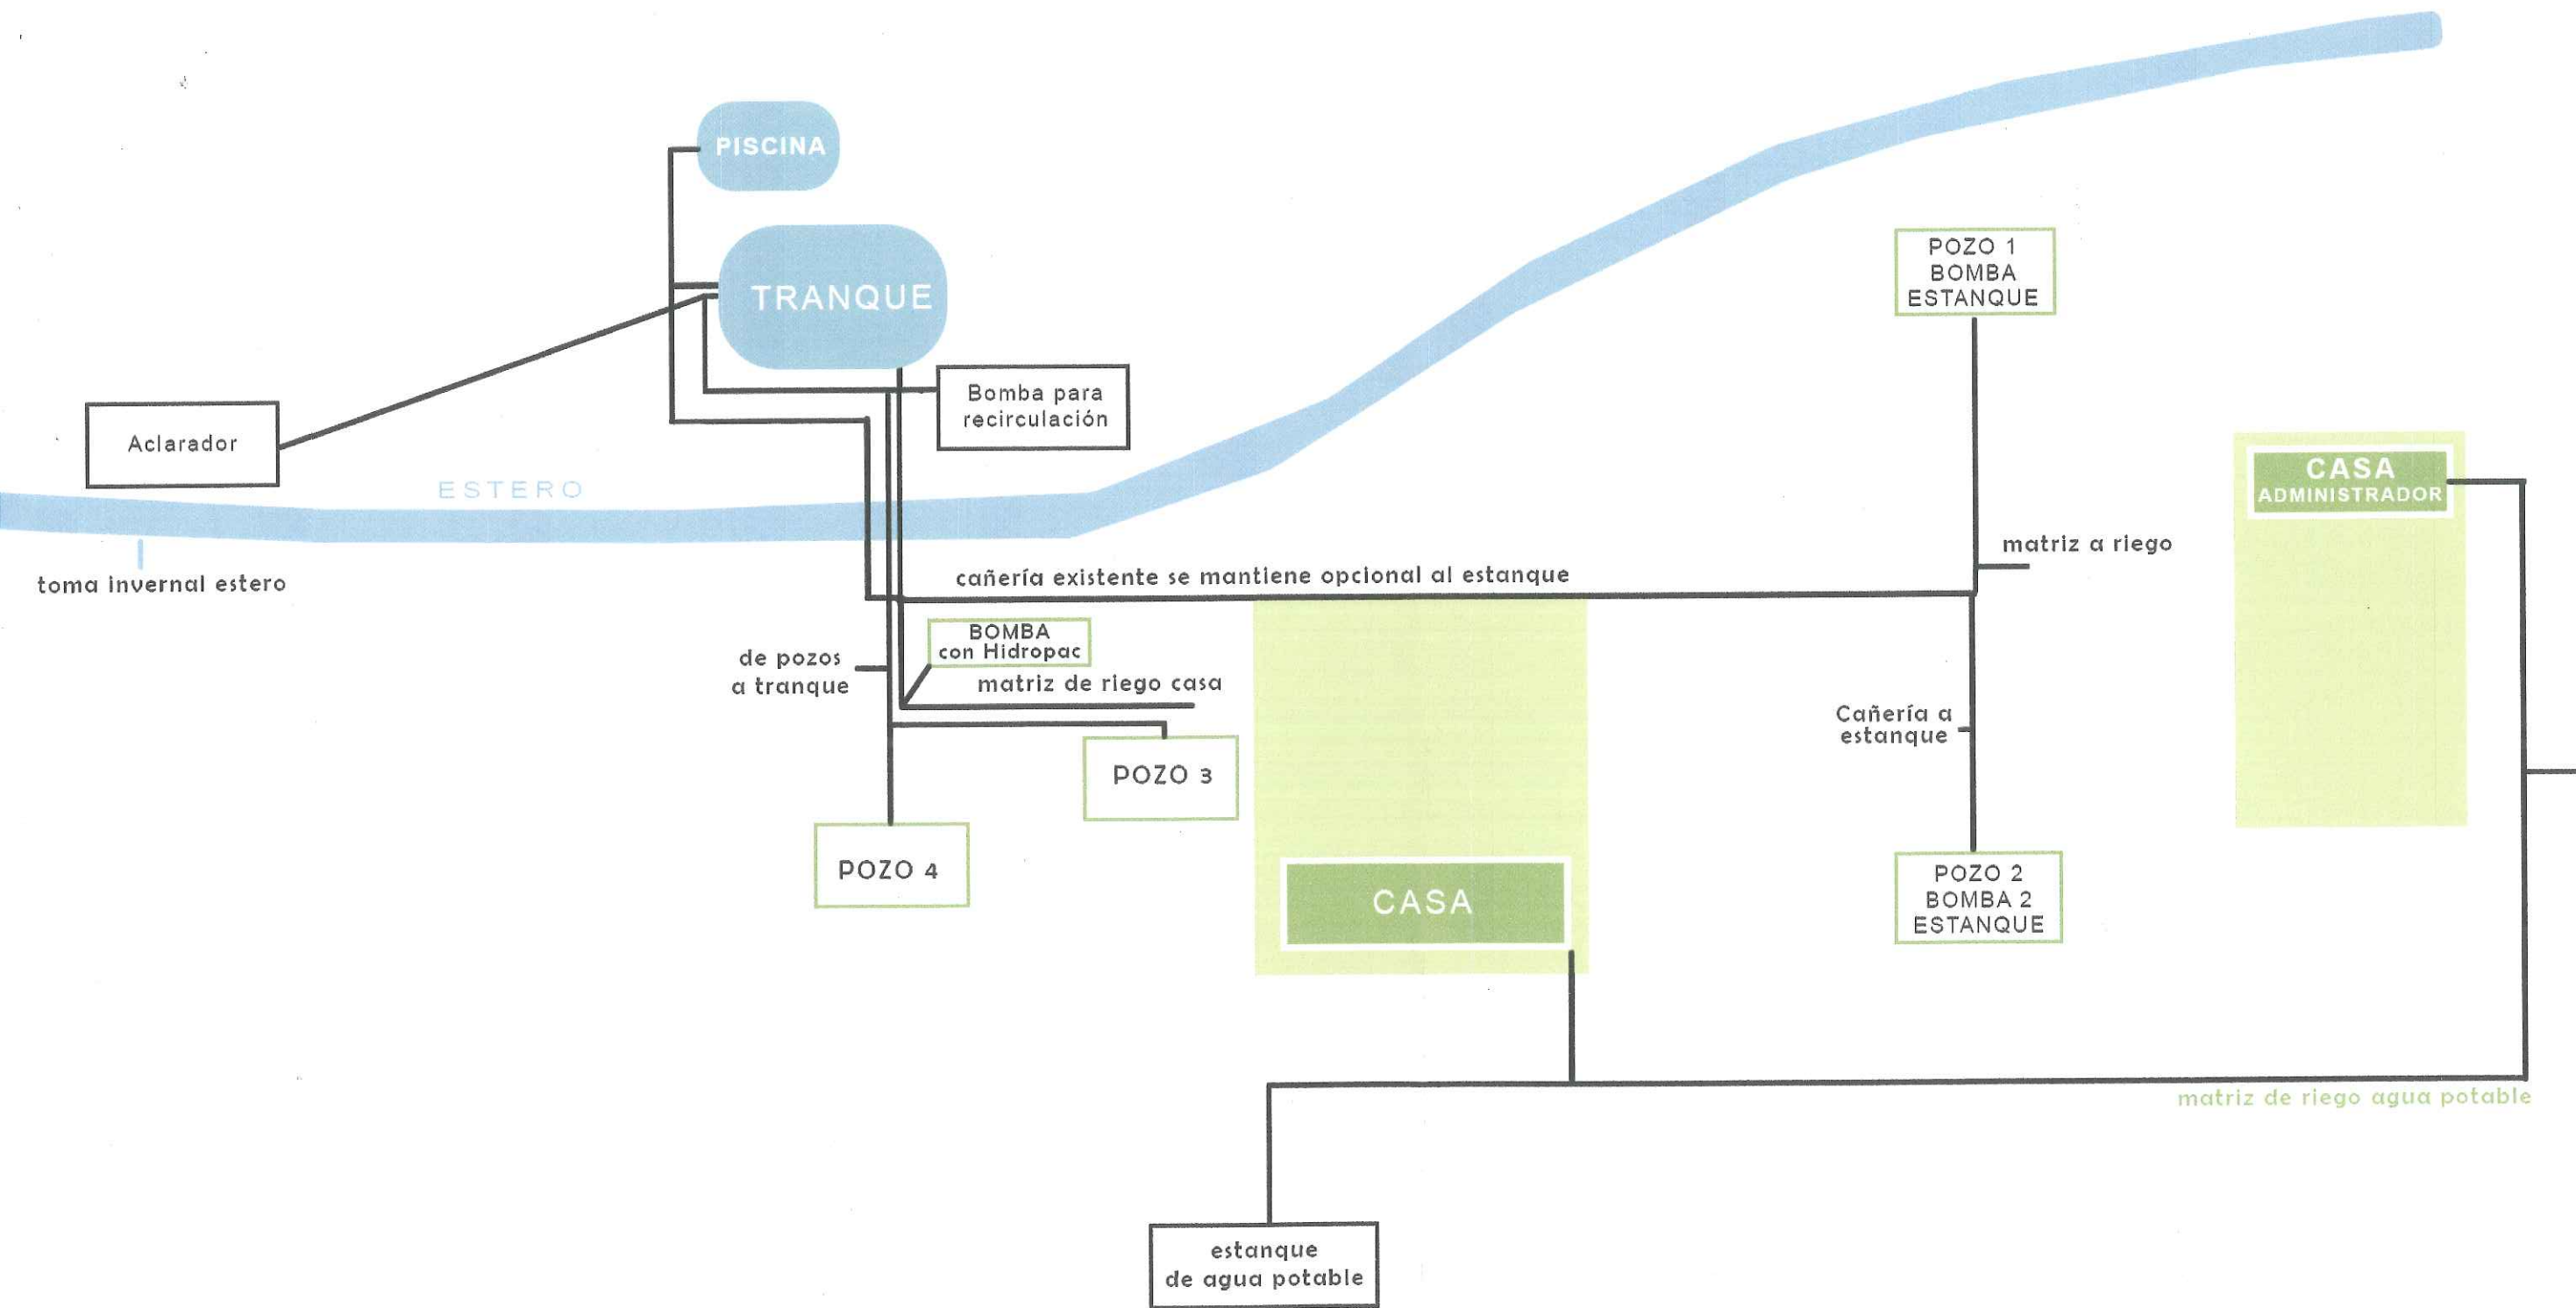 PISCINA
TRANQUE
POZO 1
BOMBA
ESTANQUE
Bomba para
recirculación
Aclarador
ESTERO
CASA
ADMINISTRADOR
matriz a riego
toma invernal estero
cañería existente se mantiene opcional al estanque
BOMBA
con Hidropac
de pozos
a tranque
matriz de riego casa
Cañería a
estanque
POZO 3
POZO 4
CASA
POZO 2
BOMBA 2
ESTANQUE
matriz de riego agua potable
estanque
de agua potable